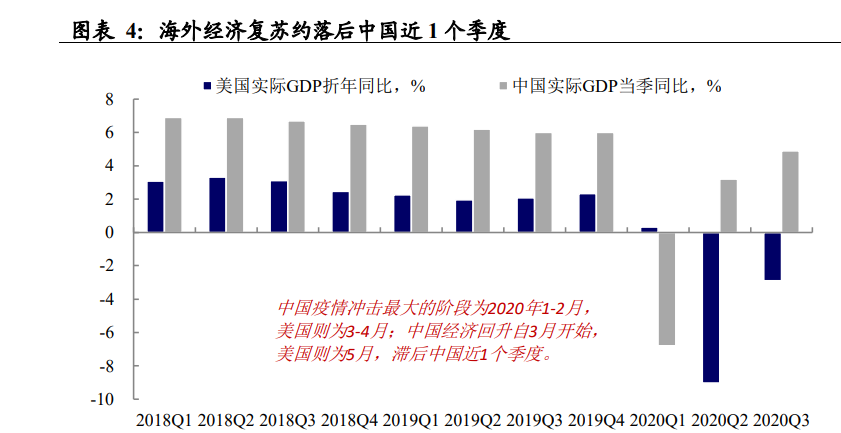 图表 4：海外经济复苏约落后中国近 1 个季度
美国实际GDP折年同比，% 中国实际GDP当季同比，%
8
6
4
2
0
-2
-4
-6
-8
-10
中国疫情冲击最大的阶段为2020年1-2月，
美国则为3-4月；中国经济回升自3月开始，
美国则为5月，滞后中国近1个季度。
2018Q1 2018Q2 2018Q3 2018Q4 2019Q1 2019Q2 2019Q3 2019Q4 2020Q1 2020Q2 2020Q3